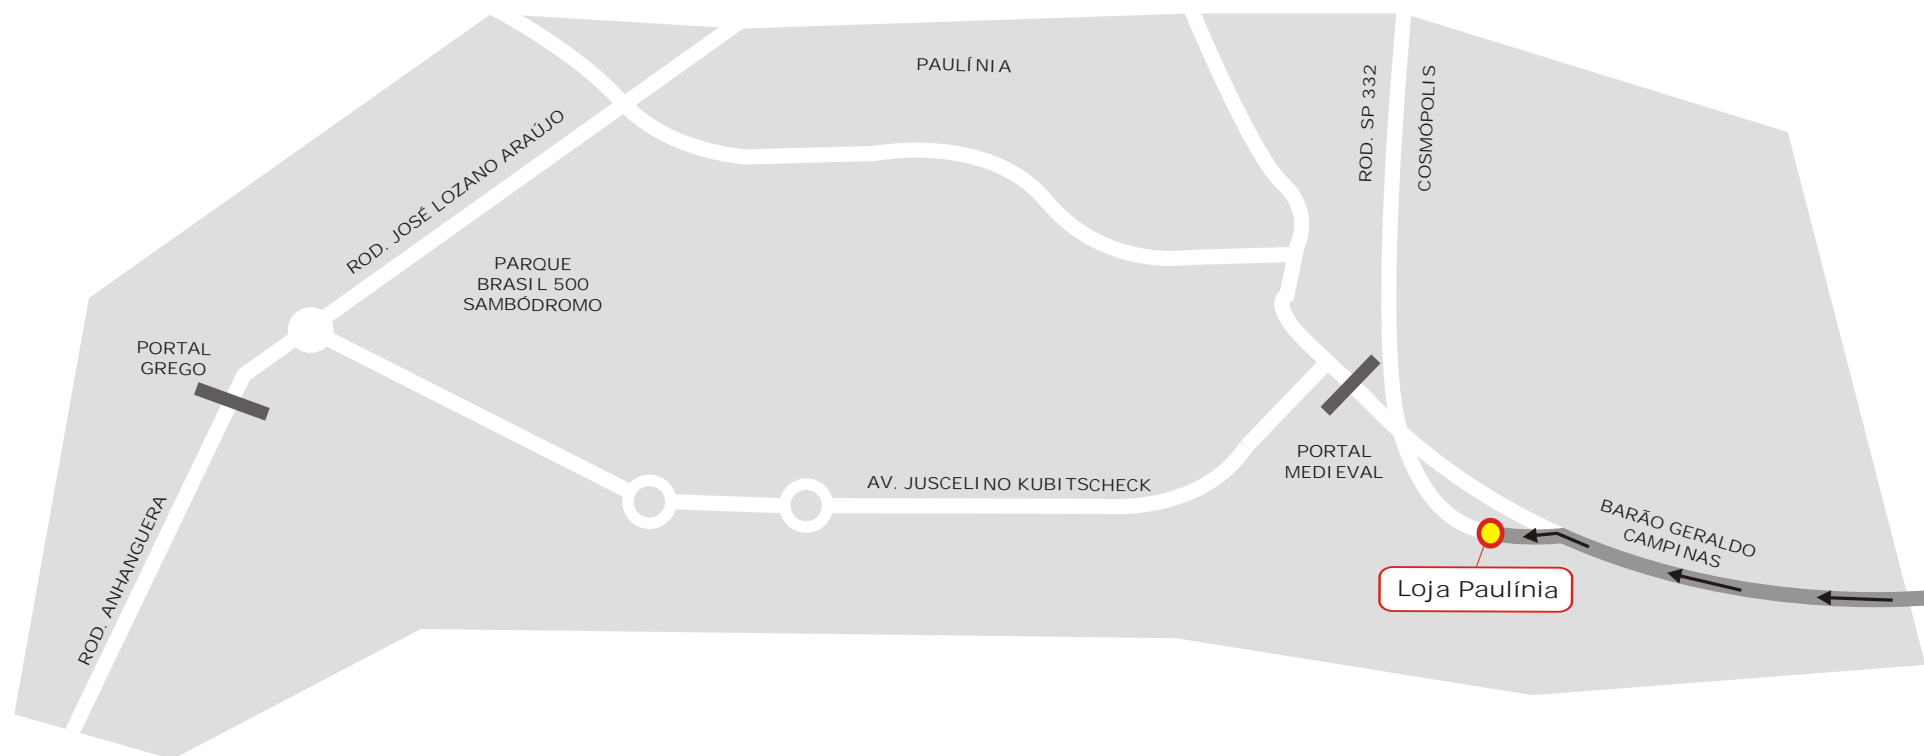 PAULÍNIA
ROD. SP 332
COSMÓPOLIS
ROD. JOSÉ LOZANO ARAÚJO
PARQUE
BRASIL 500
SAMBÓDROMO
PORTAL
GREGO
PORTAL
MEDIEVAL
AV. JUSCELINO KUBITSCHECK
ROD. ANHANGUERA
BARÃO GERALDO
CAMPINAS
Loja Paulínia